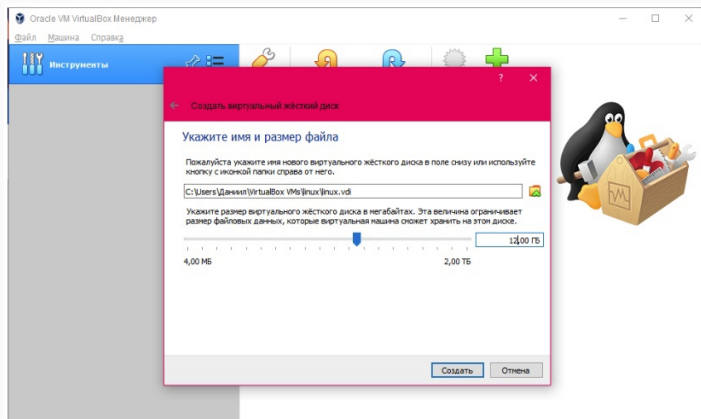 Oracle VM VirtualBox Менеджер
Файл Машина Справка
Инструменты
?
Создать виртуальный жёсткий диск
Укажите имя и размер файла
Пожалуйста укажите имя нового виртуального жёсткого диска в поле снизу или используйте
кнопку с иконкой папки справа от него.
C:\Users\Даниил\VirtualBox VMs\linux\linux.vdi
Укажите размер виртуального жёсткого диска в мегабайтах. Эта величина ограничивает
размер файловых данных, которые виртуальная машина сможет хранить на этом диске.
12,00 ГБ
4,00 МБ 2,00 ТБ
Создать Отмена